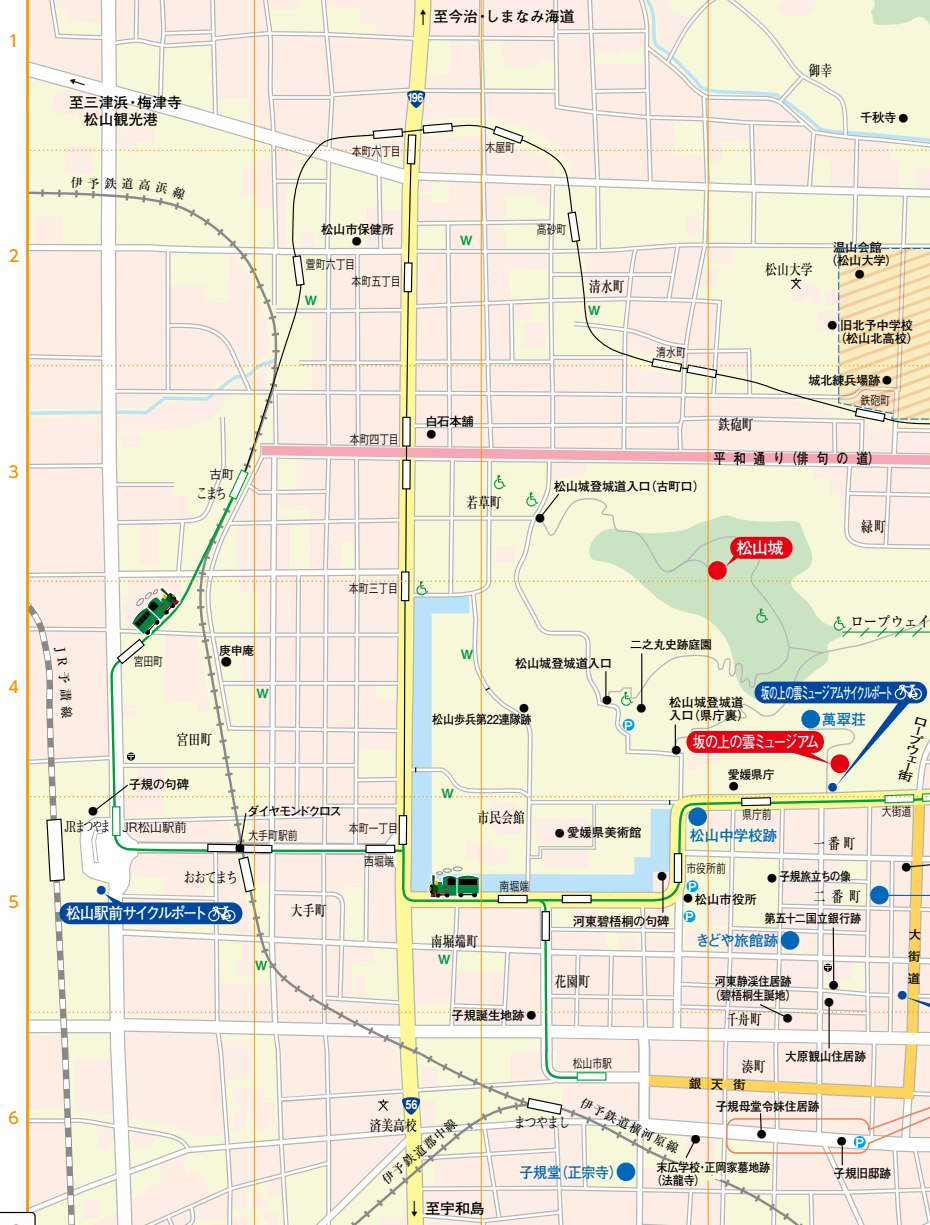 1
↑至今治・しまなみ海道
御幸
←
至三津浜・梅津寺
松山観光港
196
千秋寺
本町六丁目
木屋町
伊予鉄道高浜線
松山市保健所
高砂町
W
2
温山会館
(松山大学)
萱町六丁目
本町五丁目
松山大学
文
清水町
W
W
旧北予中学校
(松山北高校)
清水町
城北練兵場跡
鉄砲町
白石本舗
鉄砲町
本町四丁目
平和通り(俳句の道)
3
古町
こまち
松山城登城道入口(古町口)
若草町
緑町
松山城
本町三丁目
ロープウェイ
JR予讃線
宮田町
庚申庵
W
二之丸史跡庭園
松山城登城道入口
4
W
坂の上の雲ミュージアムサイクルポート
松山城登城道
入口(県庁裏)
萬翠荘
松山歩兵第22連隊跡
P
ロープウェー街
宮田町
坂の上の雲ミュージアム
愛媛県庁
子規の句碑
W
ダイヤモンドクロス
県庁前
大街道
JRまつやま
JR松山駅前
大手町駅前
本町一丁目
市民会館
愛媛県美術館
松山中学校跡
一番町
西堀端
おおてまち
市役所前
子規旅立ちの像
南堀端
P
二番町
5
松山市役所
松山駅前サイクルポート
大手町
河東碧梧桐の句碑
P
第五十二国立銀行跡
南堀端町
きどや旅館跡
大街道
W
W
花園町
河東静渓住居跡
(碧梧桐生誕地)
子規誕生地跡
千舟町
大原観山住居跡
松山市駅
湊町
銀天街
文
56
子規母堂令妹住居跡
6
済美高校
まつやまし
伊予鉄道横河原線
伊予鉄道郡中線
P
子規堂(正宗寺)
末広学校・正岡家墓地跡
(法龍寺)
子規旧邸跡
↓至宇和島